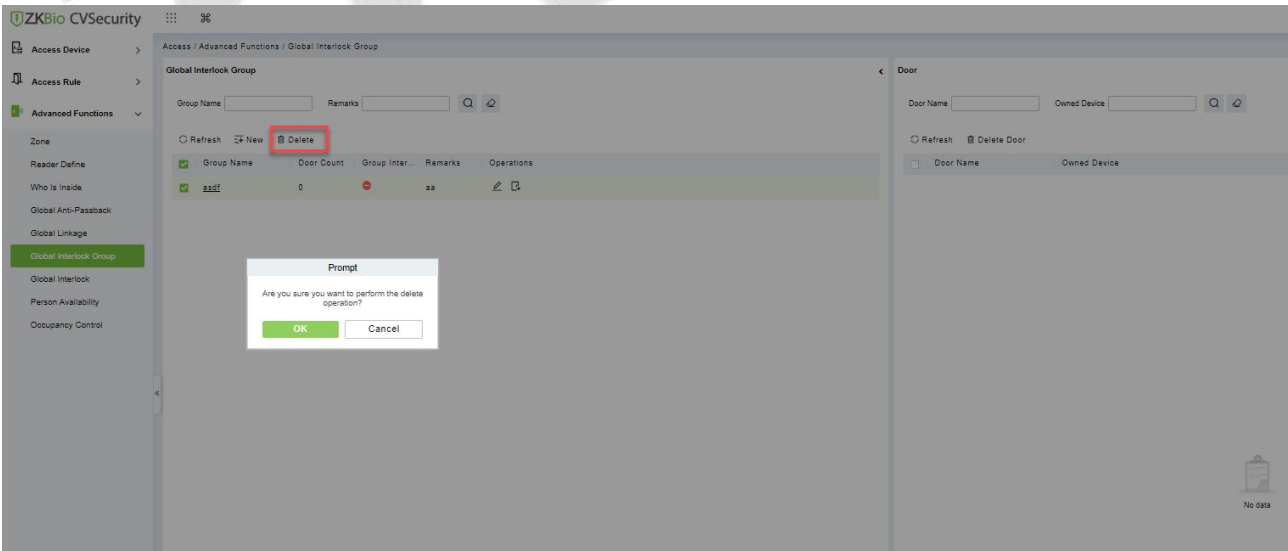 ZKBio CVSecurity
Access Device
Access Rule
Advanced Functions
Zone
Reader Define
Who Is Inside
Global Anti-Passback
Global Linkage
Global Interlock Group
Global Interlock
Person Availability
Occupancy Control
Access / Advanced Functions / Global Interlock Group
Global Interlock Group
Group Name Remarks
Refresh New Delete
Group Name Door Count Group Inter... Remarks Operations
asdf 0 aa
Prompt
Are you sure you want to perform the delete
operation?
OK Cancel
Door
Door Name Owned Device
Refresh Delete Door
Door Name Owned Device
No data